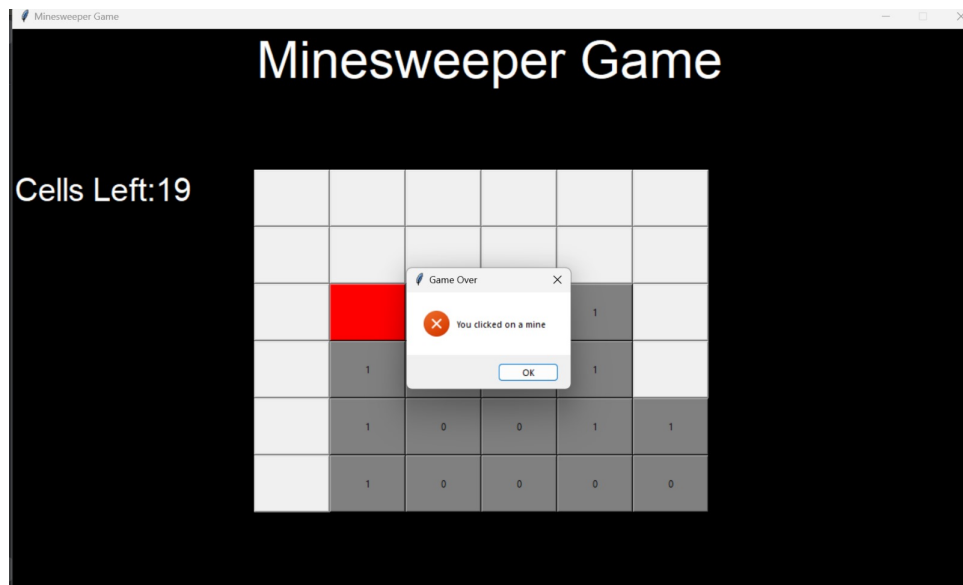 Minesweeper Game
Minesweeper Game
Cells Left:19
Game Over
You clicked on a mine
OK
1
1 1
1 0 0 1 1
1 0 0 0 0